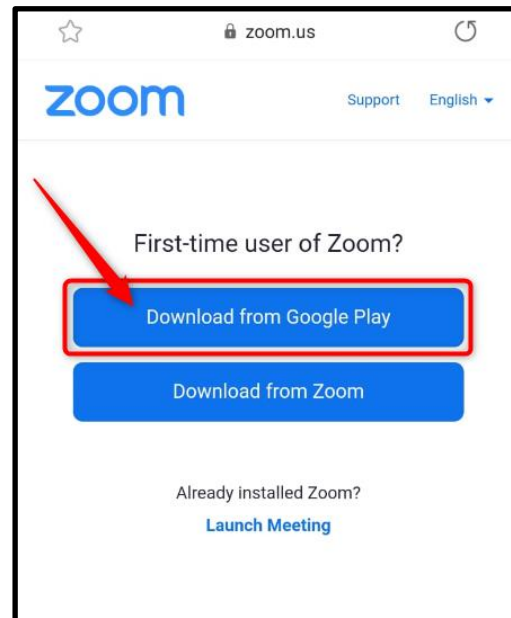 zoom.us
zoom
Support English
First-time user of Zoom?
Download from Google Play
Download from Zoom
Already installed Zoom?
Launch Meeting